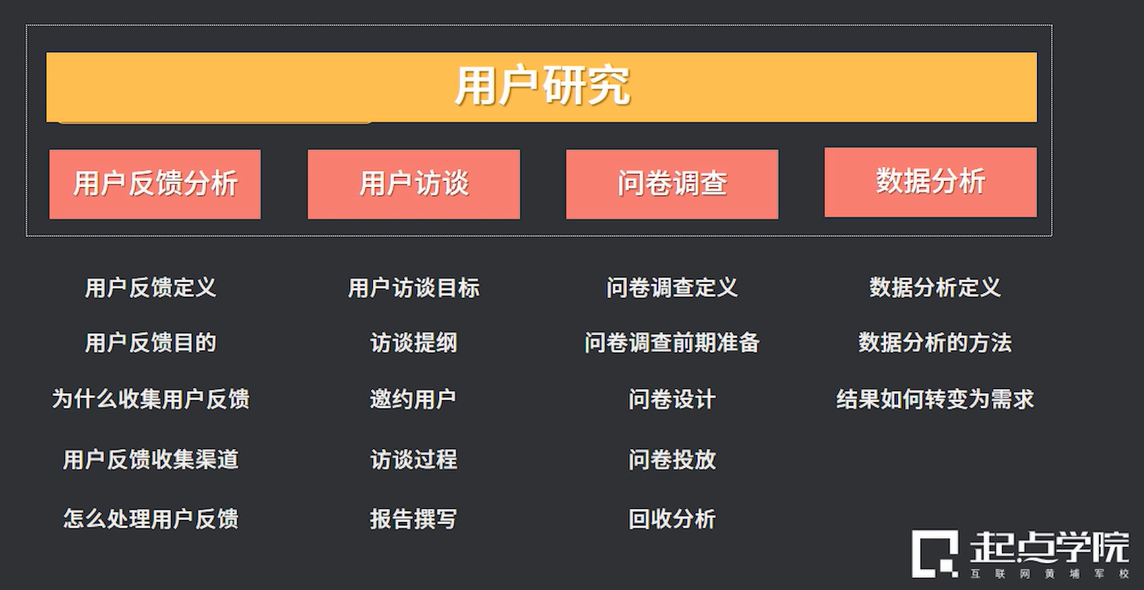 用户研究
用户反馈分析 用户访谈 问卷调查 数据分析
用户反馈定义 用户访谈目标 问卷调查定义 数据分析定义
用户反馈目的 访谈提纲 问卷调查前期准备 数据分析的方法
为什么收集用户反馈 邀约用户 问卷设计 结果如何转变为需求
用户反馈收集渠道 访谈过程 问卷投放
怎么处理用户反馈 报告撰写 回收分析
起点学院
互联网黄埔军校